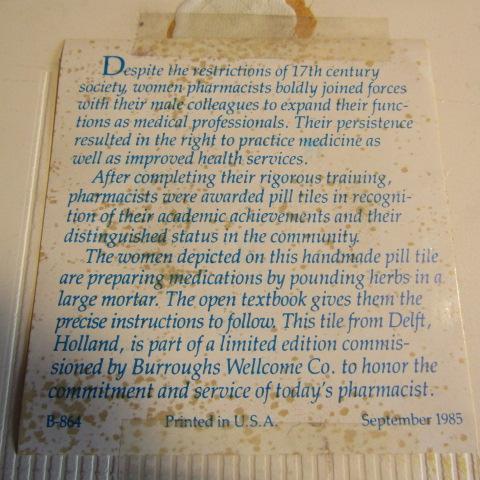 Despite the restrictions of 17th century
society, women pharmacists boldly joined forces
with their male colleagues to expand their func-
tions as medical professionals. Their persistence
resulted in the right to practice medicine as
well as improved health services.
After completing their rigorous training,
pharmacists were awarded pill tiles in recogni-
tion of their academic achievements and their
distinguished status in the community.
The women depicted on this handmade pill tile
are preparing medications by pounding herbs in a
large mortar. The open textbook gives them the
precise instructions to follow. This tile from Delft,
Holland, is part of a limited edition commis-
sioned by Burroughs Wellcome Co. to honor the
commitment and service of today's pharmacist.
B-864 Printed in U.S.A. September 1985